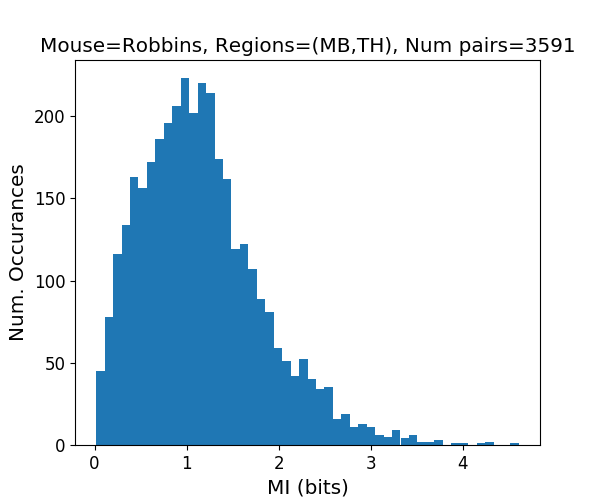 Mouse=Robbins, Regions=(MB,TH), Num pairs=3591
Num. Occurances
200
150
100
50
0
0 1 2 3 4
MI (bits)